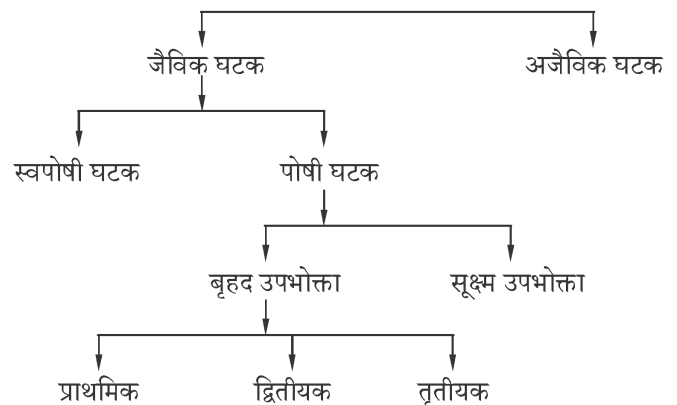 जैविक घटक अजैविक घटक
स्वपोषी घटक पोषी घटक
बृहद उपभोक्ता सूक्ष्म उपभोक्ता
प्राथमिक द्वितीयक तृतीयक